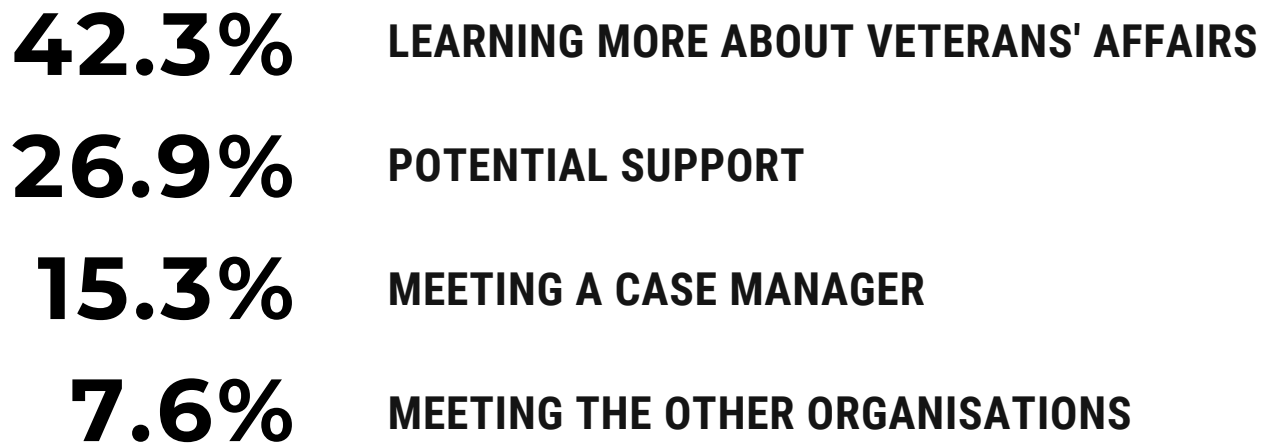 42.3% LEARNING MORE ABOUT VETERANS' AFFAIRS
26.9% POTENTIAL SUPPORT
15.3% MEETING A CASE MANAGER
7.6% MEETING THE OTHER ORGANISATIONS